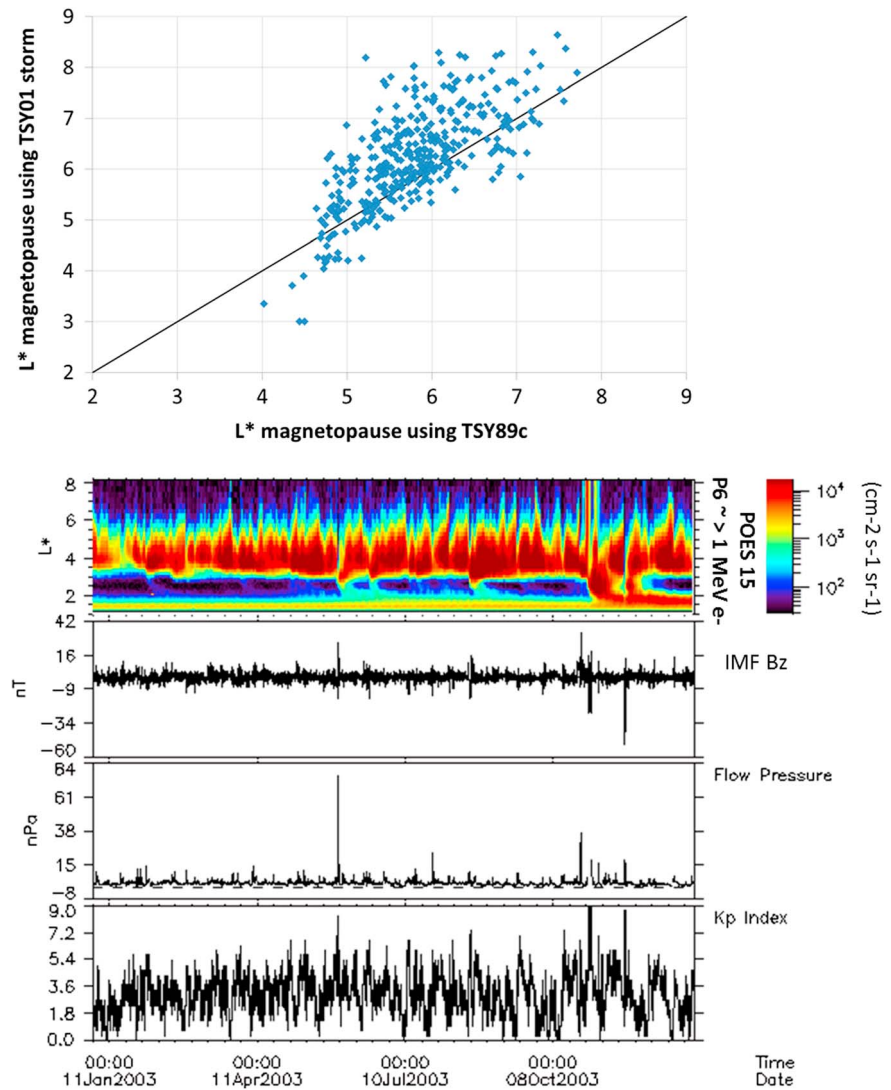 9
8
7
6
5
4
3
2
L* magnetopause using TSY01 storm
2 3 4 5 6 7 8 9
L* magnetopause using TSY89c
8
6
4
2
L*
P6 ~ > 1 MeV e-
POES 15
10^4
10^3
10^2
(cm-2 s-1 sr-1)
42
16
-9
-34
-60
nT
IMF Bz
84
61
38
15
-8
nPa
Flow Pressure
9.0
7.2
5.4
3.6
1.8
0.0
Kp Index
00:00 00:00 00:00 00:00 Time
11Jan2003 11Apr2003 10Jul2003 08Oct2003 Date